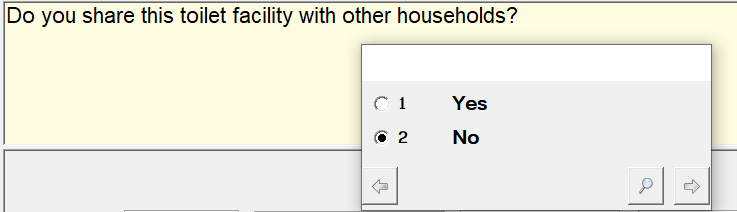 Do you share this toilet facility with other households?
1 Yes
2 No